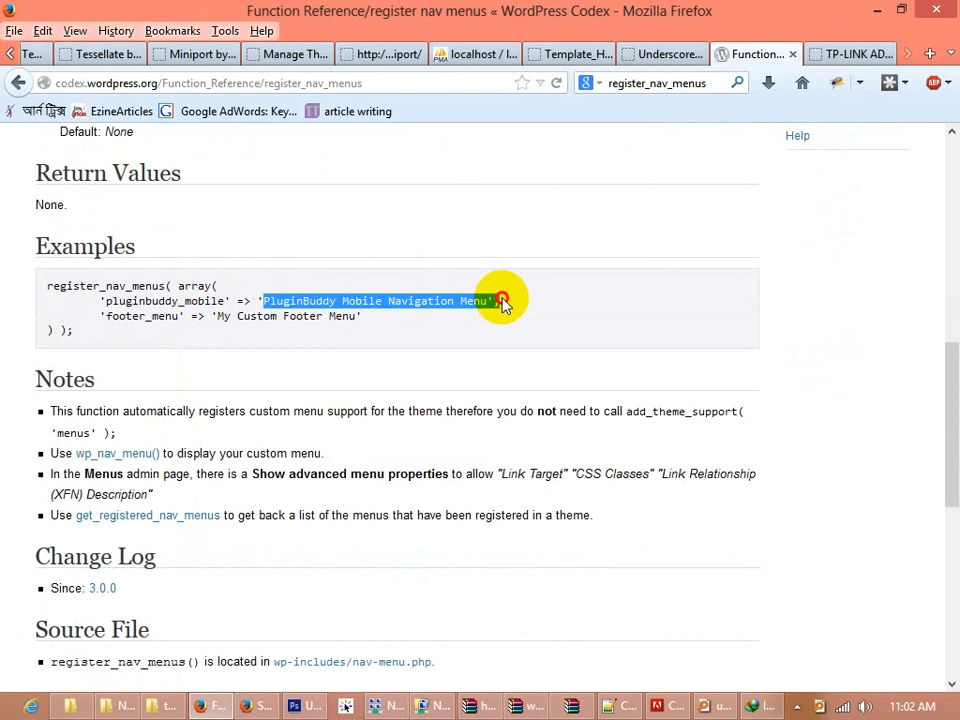 Function Reference/register nav menus « WordPress Codex - Mozilla Firefox
File Edit View History Bookmarks Tools Help
Te... Tessellate b... Miniport by... Manage Th... http:/...iport/ localhost / l... Template_H... Underscore... Function... × TP-LINK AD...
codex.wordpress.org/Function_Reference/register_nav_menus register_nav_menus
আর্ন ট্রিক্স EzineArticles Google AdWords: Key... article writing
Default: None
Help
Return Values
None.
Examples
register_nav_menus( array(
'pluginbuddy_mobile' => 'PluginBuddy Mobile Navigation Menu',
'footer_menu' => 'My Custom Footer Menu'
) );
Notes
This function automatically registers custom menu support for the theme therefore you do not need to call add_theme_support(
'menus' );
Use wp_nav_menu() to display your custom menu.
In the Menus admin page, there is a Show advanced menu properties to allow "Link Target" "CSS Classes" "Link Relationship
(XFN) Description"
Use get_registered_nav_menus to get back a list of the menus that have been registered in a theme.
Change Log
Since: 3.0.0
Source File
register_nav_menus() is located in wp-includes/nav-menu.php.
N... t... F... S... U... N... N... h... w... C... C... u... l... 11:02 AM